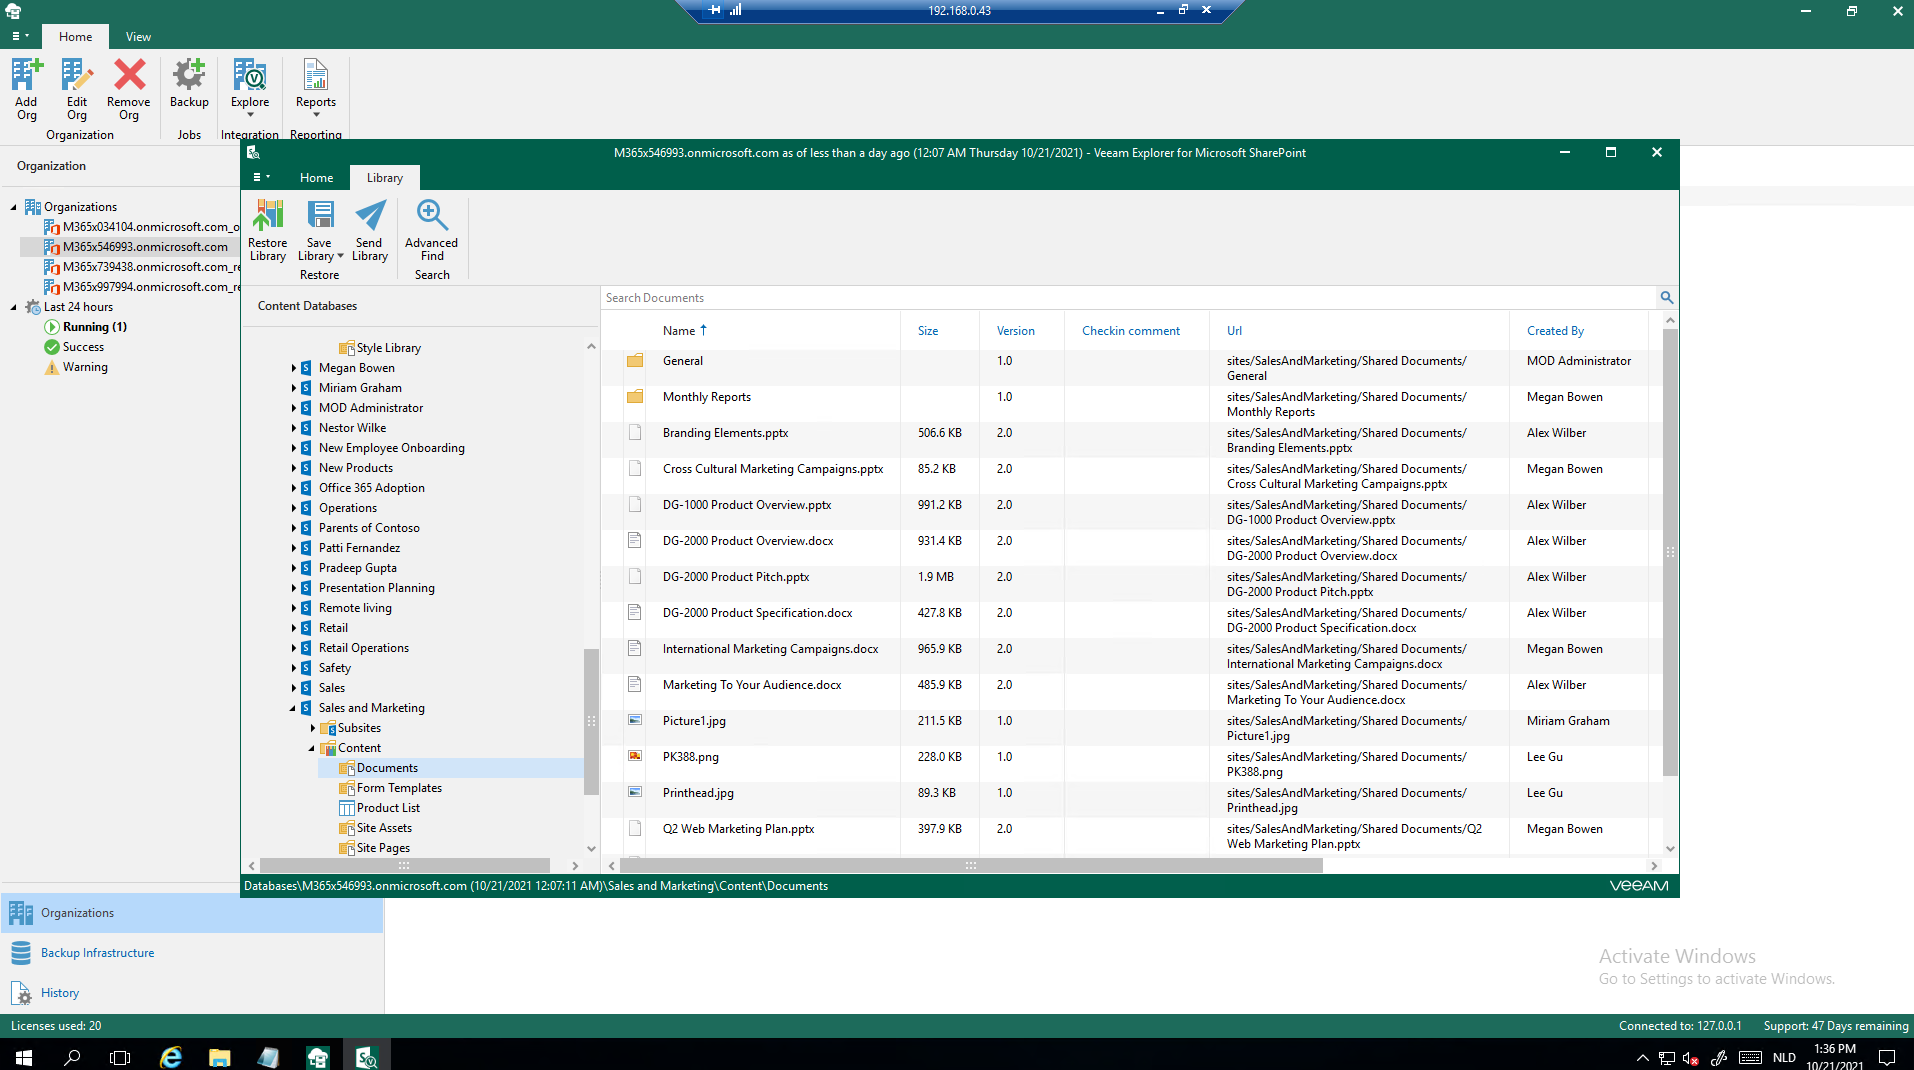 192.168.0.43
Home
View
Add Org
Edit Org
Remove Org
Backup
Explore
Reports
Organization
Jobs
Integration
Reporting
Organization
Organizations
M365x034104.onmicrosoft.com_o
M365x546993.onmicrosoft.com
M365x739438.onmicrosoft.com_re
M365x997994.onmicrosoft.com_re
Last 24 hours
Running (1)
Success
Warning
M365x546993.onmicrosoft.com as of less than a day ago (12:07 AM Thursday 10/21/2021) - Veeam Explorer for Microsoft SharePoint
Home
Library
Restore Library
Save Library
Send Library
Advanced Find
Restore
Search
Content Databases
Style Library
Megan Bowen
Miriam Graham
MOD Administrator
Nestor Wilke
New Employee Onboarding
New Products
Office 365 Adoption
Operations
Parents of Contoso
Patti Fernandez
Pradeep Gupta
Presentation Planning
Remote living
Retail
Retail Operations
Safety
Sales
Sales and Marketing
Subsites
Content
Documents
Form Templates
Product List
Site Assets
Site Pages
Search Documents
Name Size Version Checkin comment Url Created By
General 1.0 sites/SalesAndMarketing/Shared Documents/ MOD Administrator
General
Monthly Reports 1.0 sites/SalesAndMarketing/Shared Documents/ Megan Bowen
Monthly Reports
Branding Elements.pptx 506.6 KB 2.0 sites/SalesAndMarketing/Shared Documents/ Alex Wilber
Branding Elements.pptx
Cross Cultural Marketing Campaigns.pptx 85.2 KB 2.0 sites/SalesAndMarketing/Shared Documents/ Megan Bowen
Cross Cultural Marketing Campaigns.pptx
DG-1000 Product Overview.pptx 991.2 KB 2.0 sites/SalesAndMarketing/Shared Documents/ Alex Wilber
DG-1000 Product Overview.pptx
DG-2000 Product Overview.docx 931.4 KB 2.0 sites/SalesAndMarketing/Shared Documents/ Alex Wilber
DG-2000 Product Overview.docx
DG-2000 Product Pitch.pptx 1.9 MB 2.0 sites/SalesAndMarketing/Shared Documents/ Alex Wilber
DG-2000 Product Pitch.pptx
DG-2000 Product Specification.docx 427.8 KB 2.0 sites/SalesAndMarketing/Shared Documents/ Alex Wilber
DG-2000 Product Specification.docx
International Marketing Campaigns.docx 965.9 KB 2.0 sites/SalesAndMarketing/Shared Documents/ Megan Bowen
International Marketing Campaigns.docx
Marketing To Your Audience.docx 485.9 KB 2.0 sites/SalesAndMarketing/Shared Documents/ Alex Wilber
Marketing To Your Audience.docx
Picture1.jpg 211.5 KB 1.0 sites/SalesAndMarketing/Shared Documents/ Miriam Graham
Picture1.jpg
PK388.png 228.0 KB 1.0 sites/SalesAndMarketing/Shared Documents/ Lee Gu
PK388.png
Printhead.jpg 89.3 KB 1.0 sites/SalesAndMarketing/Shared Documents/ Lee Gu
Printhead.jpg
Q2 Web Marketing Plan.pptx 397.9 KB 2.0 sites/SalesAndMarketing/Shared Documents/Q2 Megan Bowen
Web Marketing Plan.pptx
Databases\M365x546993.onmicrosoft.com (10/21/2021 12:07:11 AM)\Sales and Marketing\Content\Documents
veeAM
Organizations
Backup Infrastructure
History
Activate Windows
Go to Settings to activate Windows.
Licenses used: 20
Connected to: 127.0.0.1
Support: 47 Days remaining
NLD
1:36 PM
10/21/2021